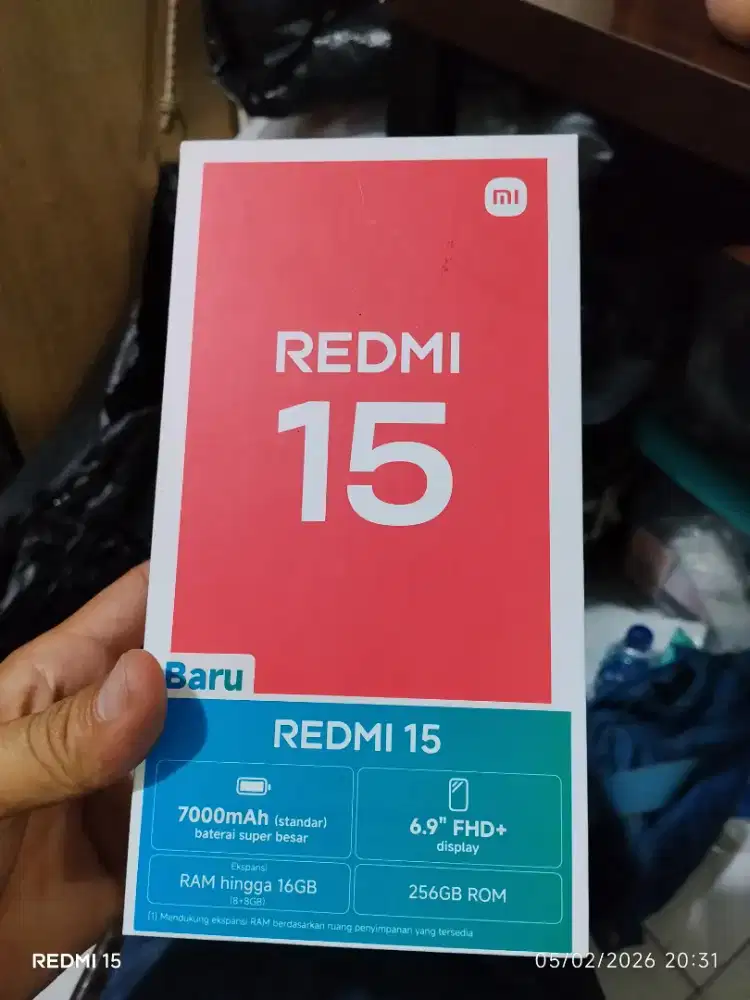 mi
REDMI
15
Baru
REDMI 15
7000mAh (standar)
baterai super besar
6.9" FHD+
display
Ekspansi
RAM hingga 16GB
(8+8GB)
256GB ROM
(1) Mendukung ekspansi RAM berdasarkan ruang penyimpanan yang tersedia
REDMI 15
05/02/2026 20:31